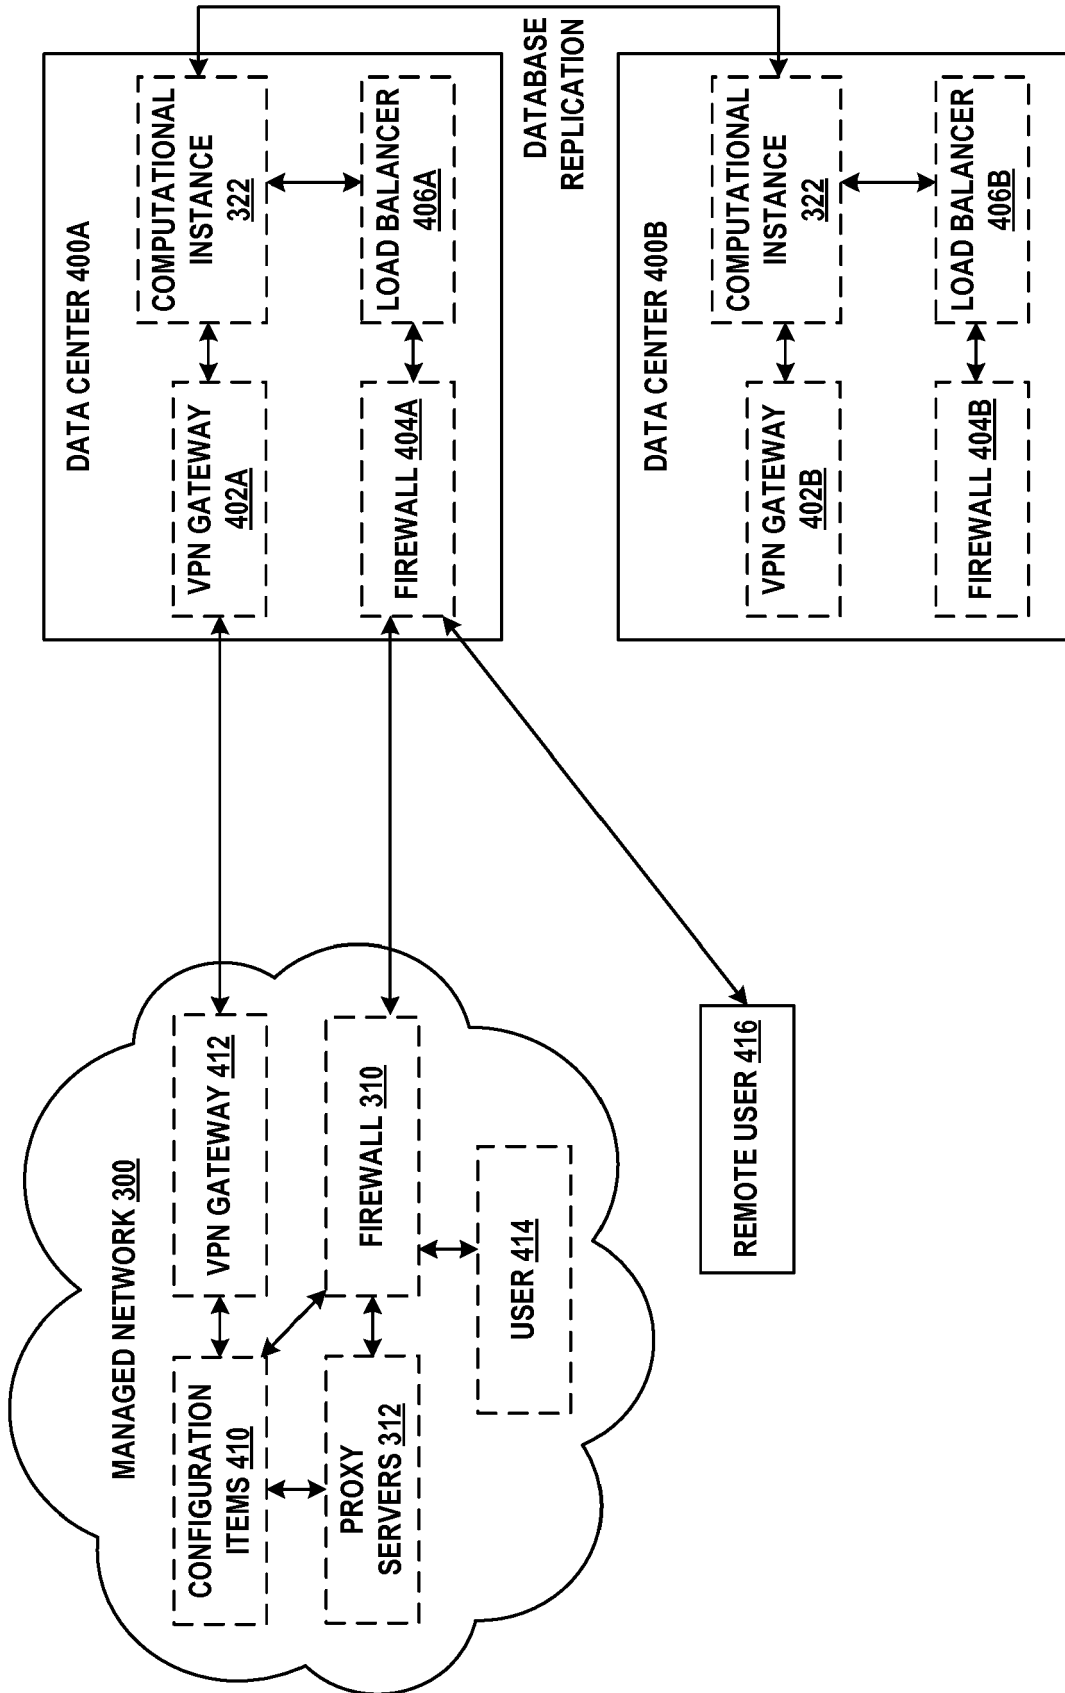 MANAGED NETWORK 300
CONFIGURATION
ITEMS 410
VPN GATEWAY 412
PROXY
SERVERS 312
FIREWALL 310
USER 414
REMOTE USER 416
DATA CENTER 400A
VPN GATEWAY
402A
COMPUTATIONAL
INSTANCE
322
FIREWALL 404A
LOAD BALANCER
406A
DATABASE
REPLICATION
DATA CENTER 400B
VPN GATEWAY
402B
COMPUTATIONAL
INSTANCE
322
FIREWALL 404B
LOAD BALANCER
406B